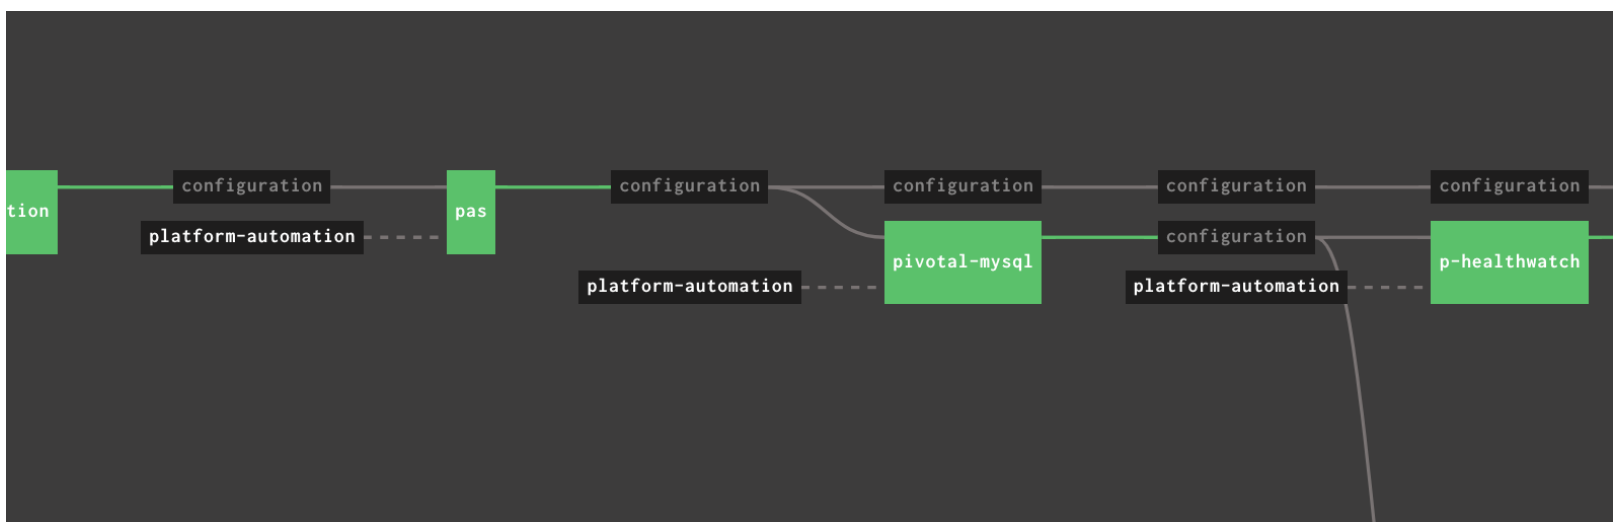 configuration
configuration
configuration
configuration
configuration
tion
pas
platform-automation
configuration
pivotal-mysql
p-healthwatch
platform-automation
platform-automation